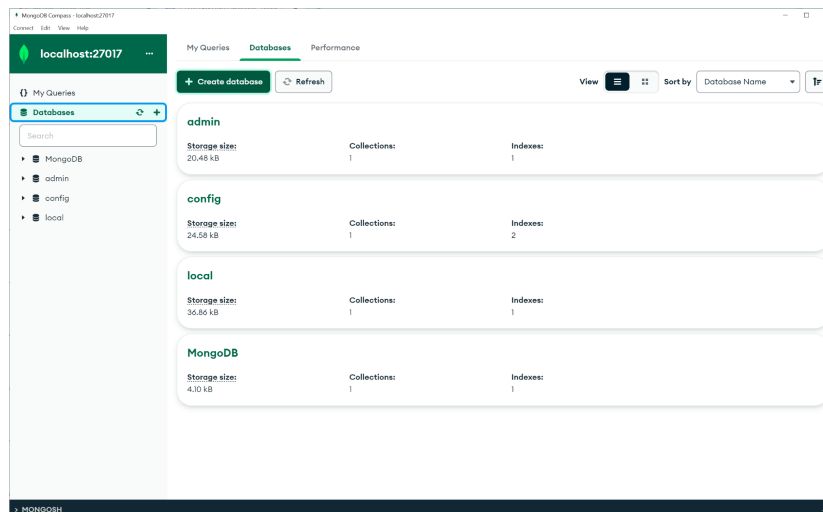 MongoDB Compass - localhost:27017
Connect Edit View Help
localhost:27017 ...
My Queries Databases Performance
+ Create database Refresh View Sort by Database Name
{} My Queries
Databases
Search
MongoDB
admin
config
local
admin
Storage size: Collections: Indexes:
20.48 kB 1 1
config
Storage size: Collections: Indexes:
24.58 kB 1 2
local
Storage size: Collections: Indexes:
36.86 kB 1 1
MongoDB
Storage size: Collections: Indexes:
4.10 kB 1 1
> MONGOSH